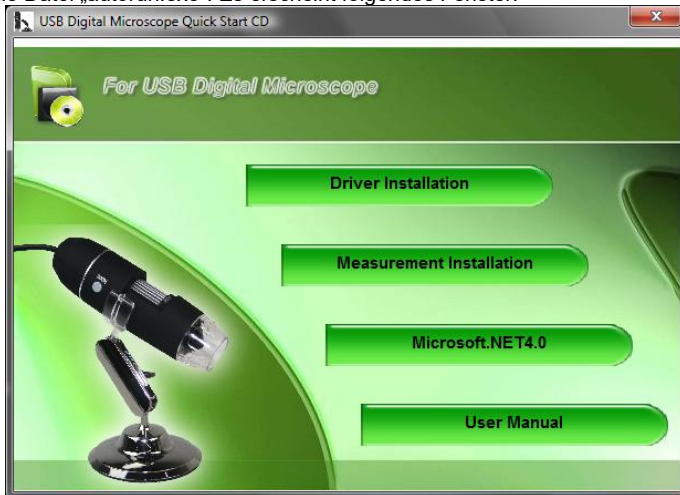 USB Digital Microscope Quick Start CD
For USB Digital Microscope
Driver Installation
Measurement Installation
Microsoft.NET4.0
User Manual